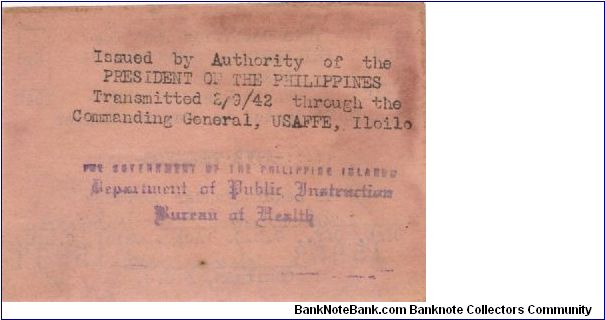 Issued by Authority of the
PRESIDENT OF THE PHILIPPINES
Transmitted 2/9/42 through the
Commanding General, USAFFE, Iloilo
THE GOVERNMENT OF THE PHILIPPINE ISLANDS
Department of Public Instruction
Bureau of Health
BankNoteBank.com Banknote Collectors Community